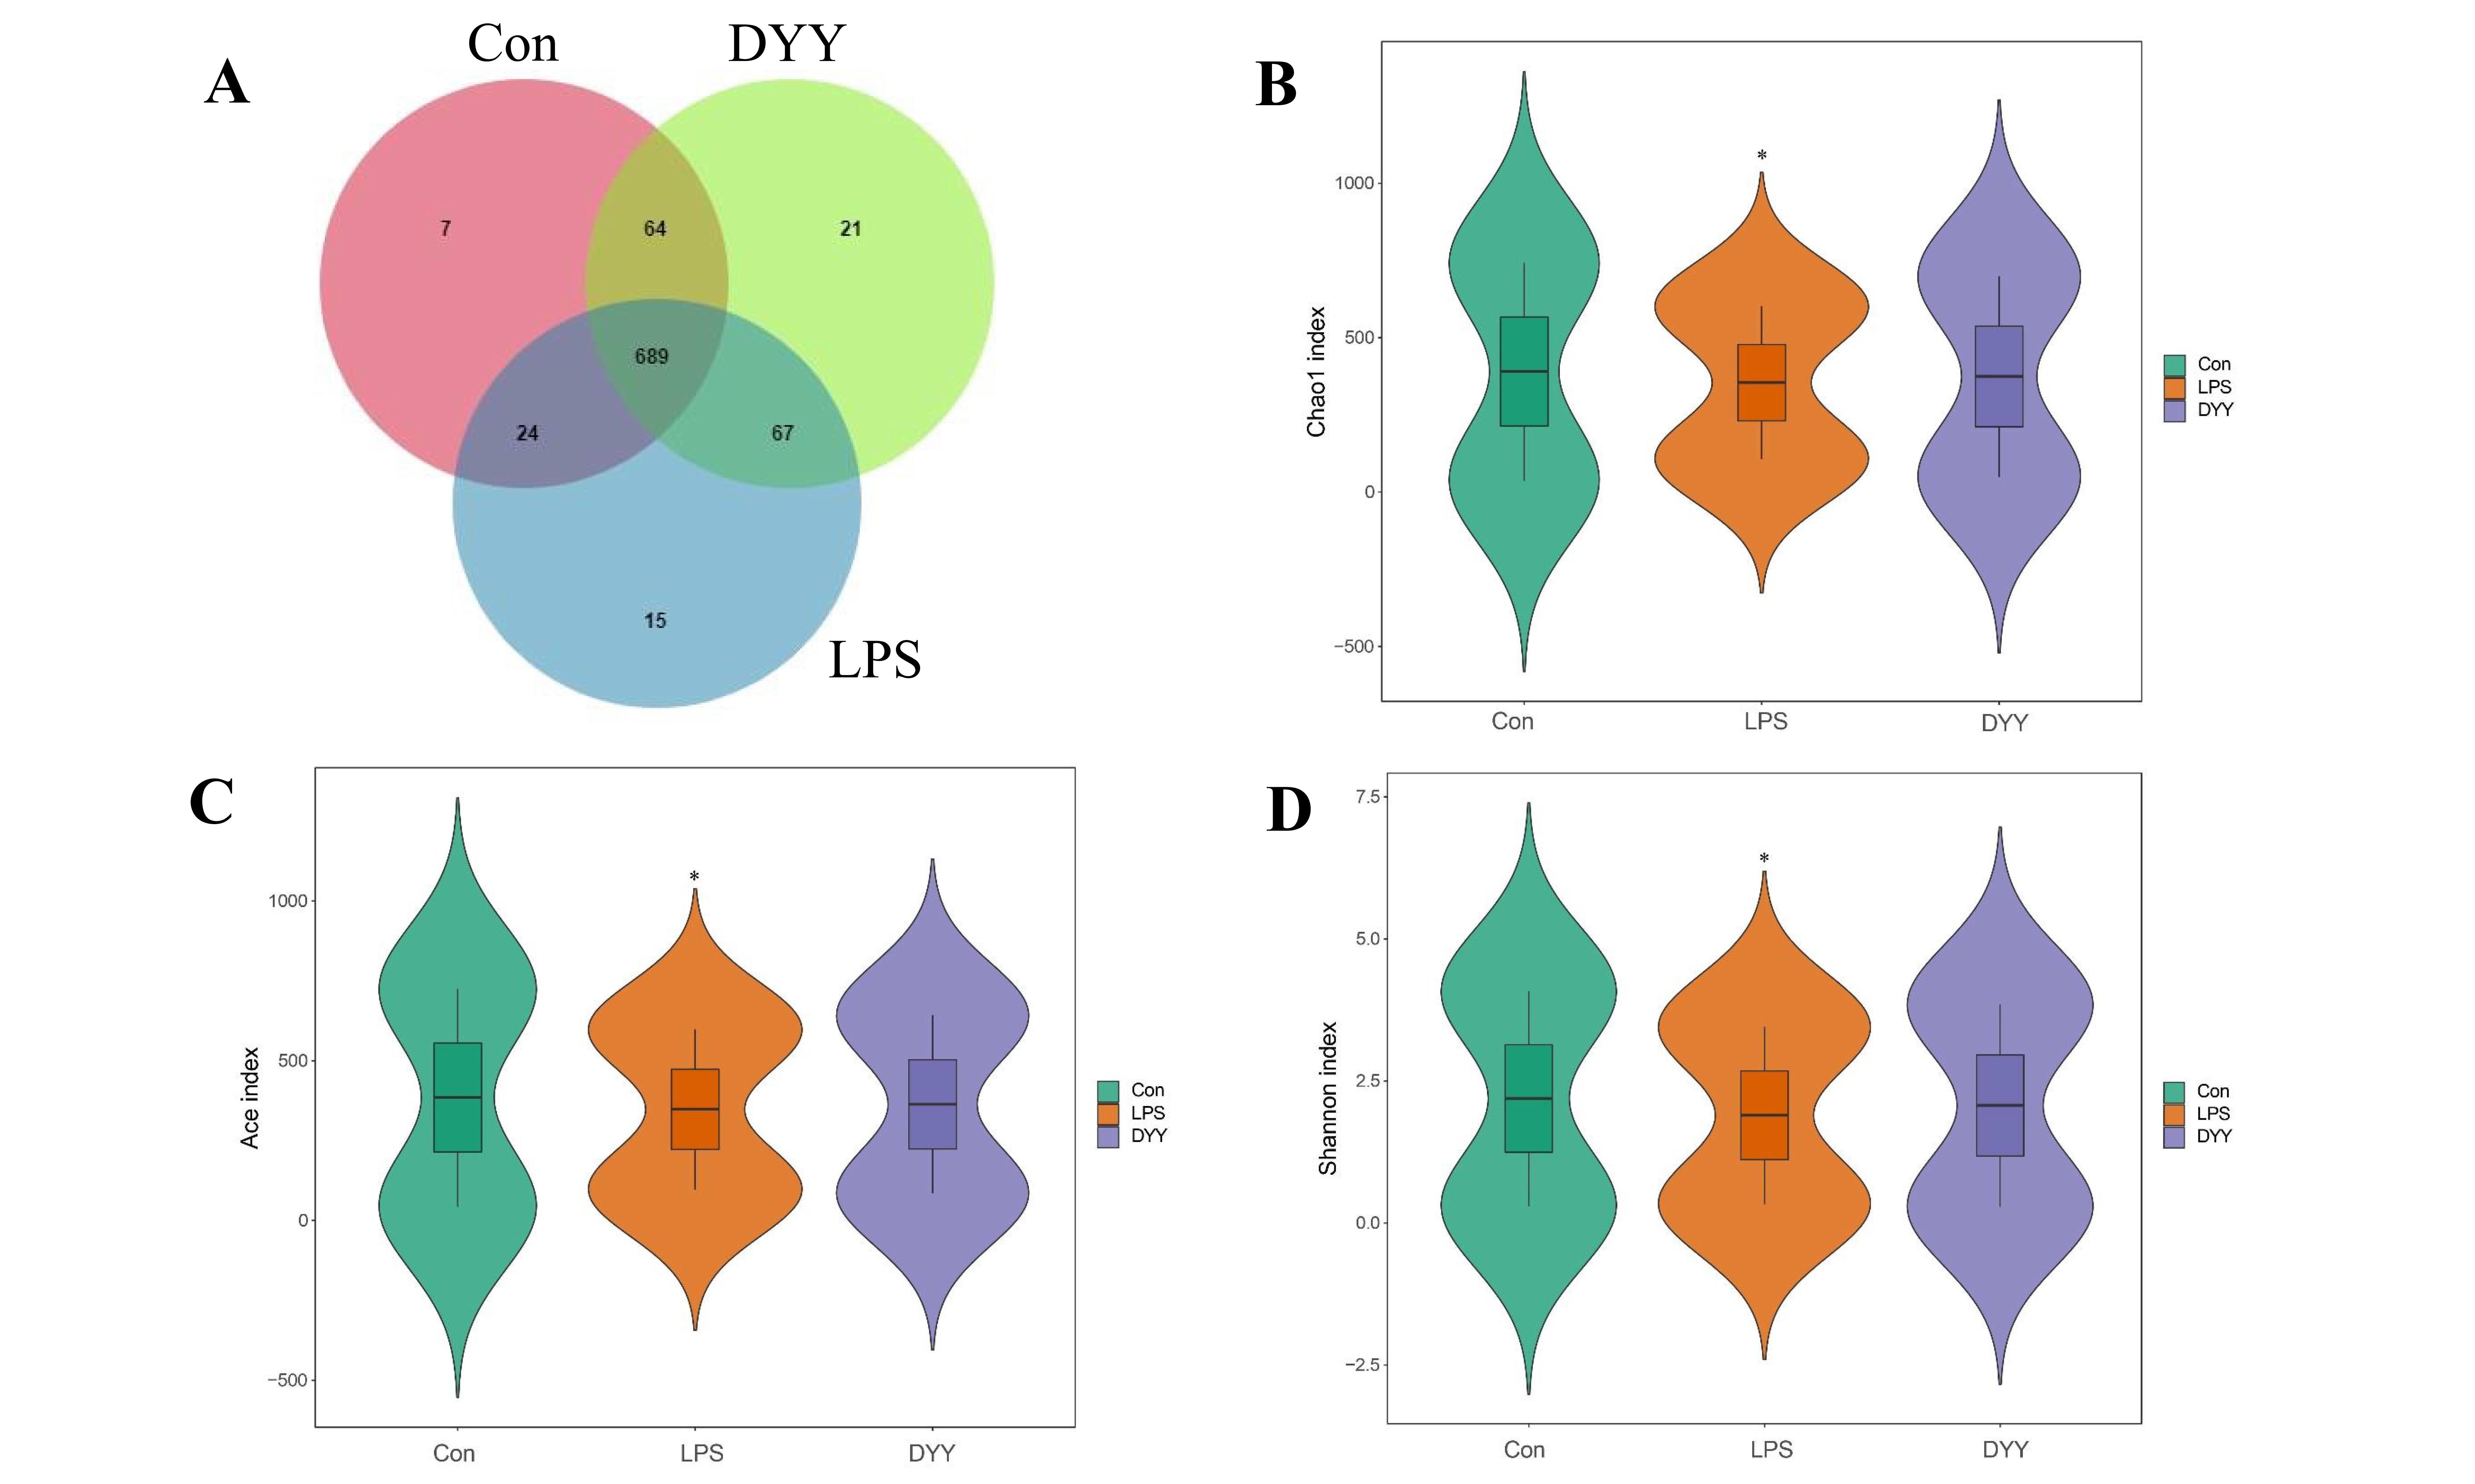 A
Con
DYY
7
64
21
689
24
67
15
LPS
B
*
1000
500
0
−500
Chao1 index
Con
LPS
DYY
Con
LPS
DYY
C
*
1000
500
0
−500
Ace index
Con
LPS
DYY
Con
LPS
DYY
D
*
7.5
5.0
2.5
0.0
−2.5
Shannon index
Con
LPS
DYY
Con
LPS
DYY